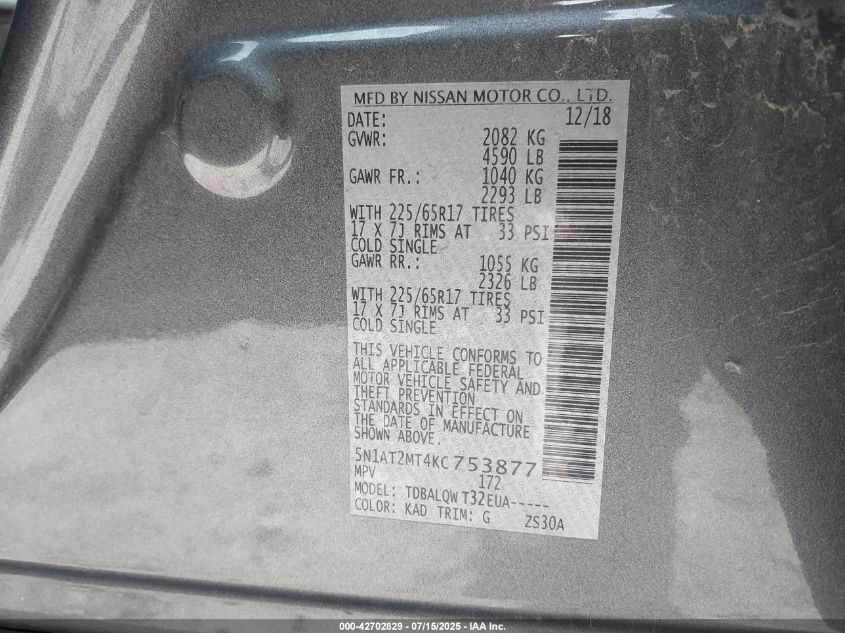 MFD BY NISSAN MOTOR CO., LTD.
DATE: 12/18
GVWR: 2082 KG
4590 LB
GAWR FR.: 1040 KG
2293 LB
WITH 225/65R17 TIRES
17 X 7J RIMS AT 33 PSI
COLD SINGLE
GAWR RR.: 1055 KG
2326 LB
WITH 225/65R17 TIRES
17 X 7J RIMS AT 33 PSI
COLD SINGLE
THIS VEHICLE CONFORMS TO
ALL APPLICABLE FEDERAL
MOTOR VEHICLE SAFETY AND
THEFT PREVENTION
STANDARDS IN EFFECT ON
THE DATE OF MANUFACTURE
SHOWN ABOVE.
5N1AT2MT4KC753877
MPV 172
MODEL: TDBALQW T32EUA-----
COLOR: KAD TRIM: G ZS30A
000-42702829 - 07/15/2025 - IAA Inc.